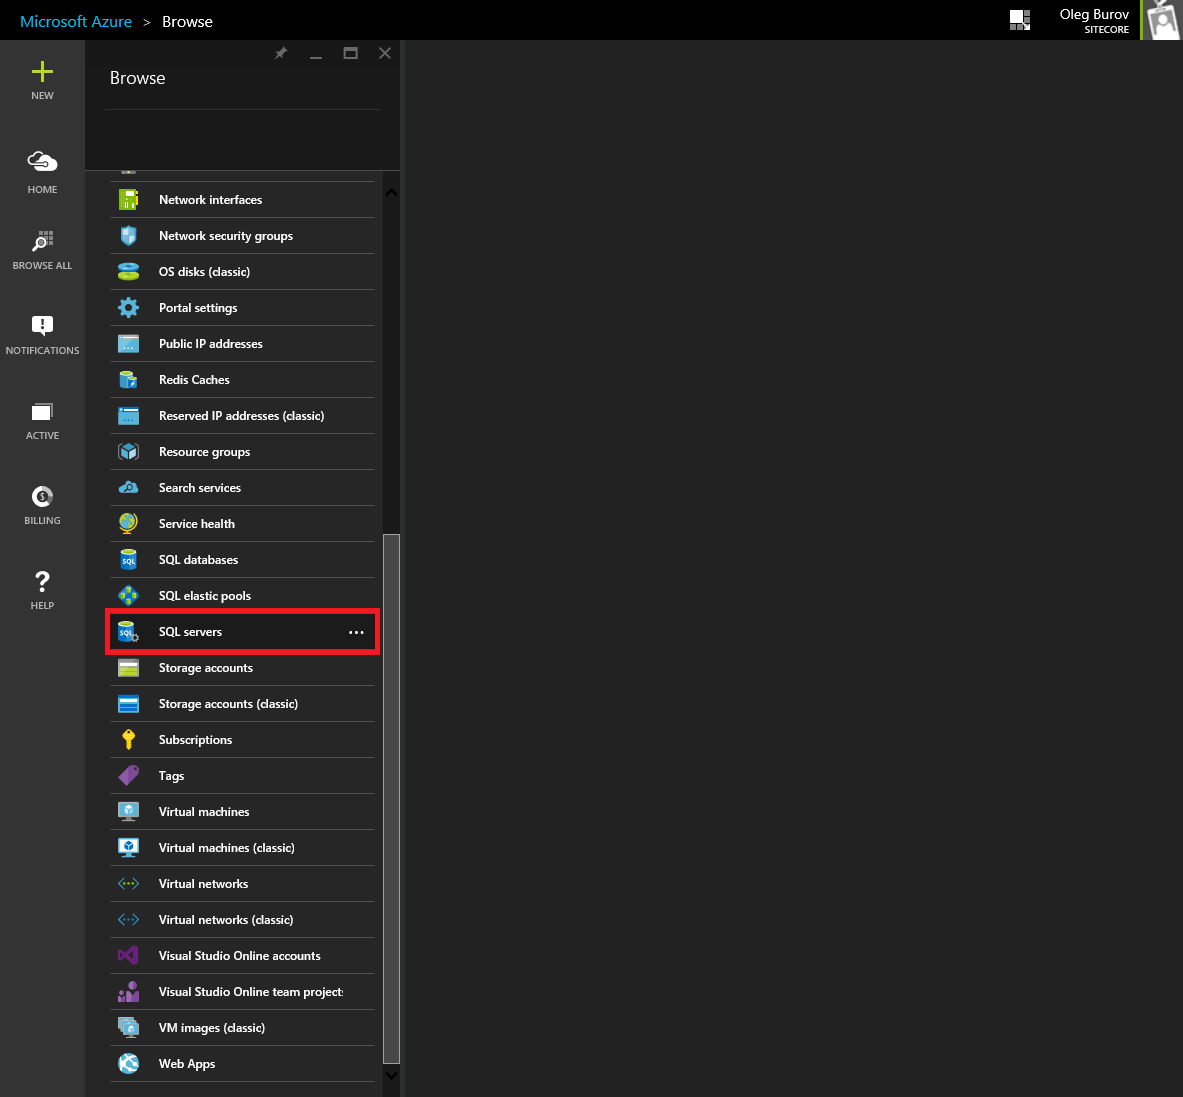 Microsoft Azure > Browse
Oleg Burov
SITECORE
NEW
HOME
BROWSE ALL
NOTIFICATIONS
ACTIVE
BILLING
HELP
Browse
Network interfaces
Network security groups
OS disks (classic)
Portal settings
Public IP addresses
Redis Caches
Reserved IP addresses (classic)
Resource groups
Search services
Service health
SQL
SQL databases
SQL elastic pools
SQL
SQL servers
...
Storage accounts
Storage accounts (classic)
Subscriptions
Tags
Virtual machines
Virtual machines (classic)
Virtual networks
Virtual networks (classic)
Visual Studio Online accounts
Visual Studio Online team projects
VM images (classic)
Web Apps